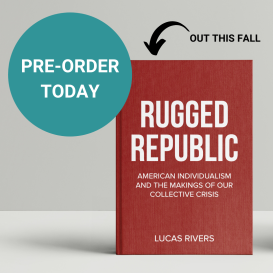 PRE-ORDER
TODAY
OUT THIS FALL
RUGGED
REPUBLIC
AMERICAN INDIVIDUALISM
AND THE MAKINGS OF OUR
COLLECTIVE CRISIS
LUCAS RIVERS